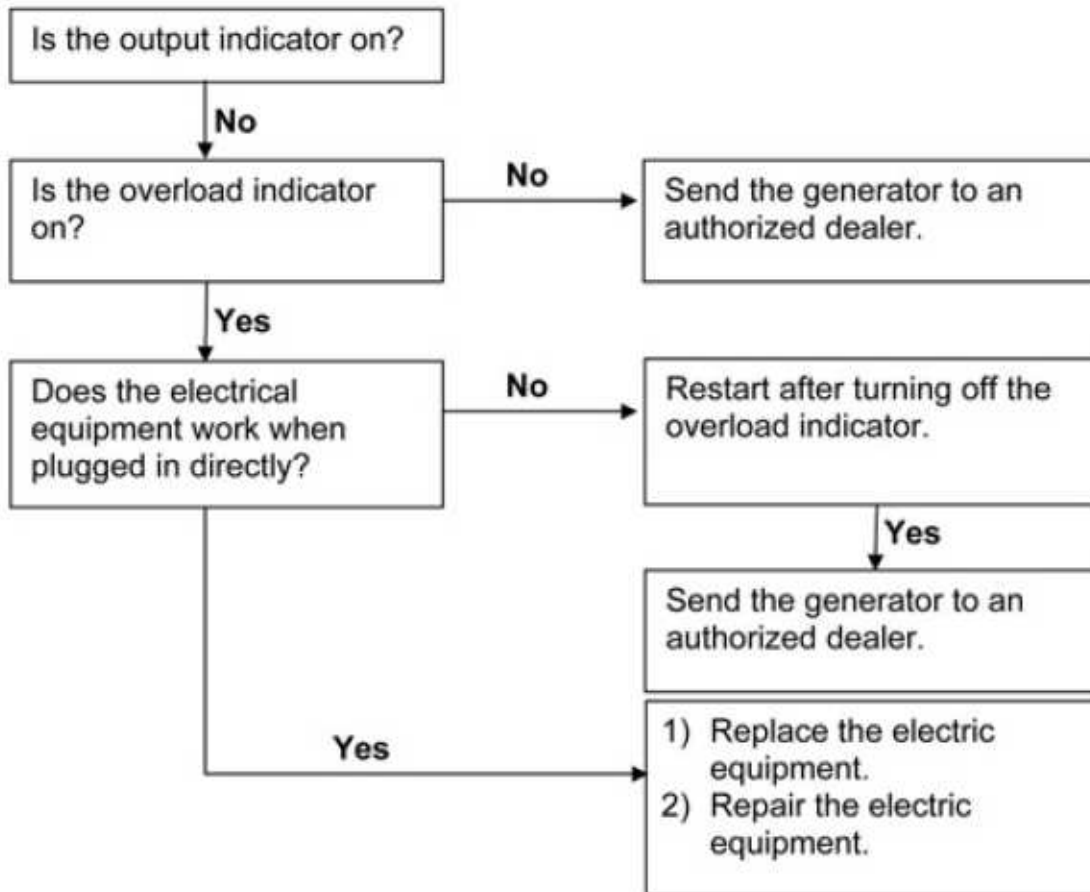 Is the output indicator on?
No
Is the overload indicator
on?
No
Send the generator to an
authorized dealer.
Yes
Does the electrical
equipment work when
plugged in directly?
No
Restart after turning off the
overload indicator.
Yes
Send the generator to an
authorized dealer.
Yes
1) Replace the electric
equipment.
2) Repair the electric
equipment.